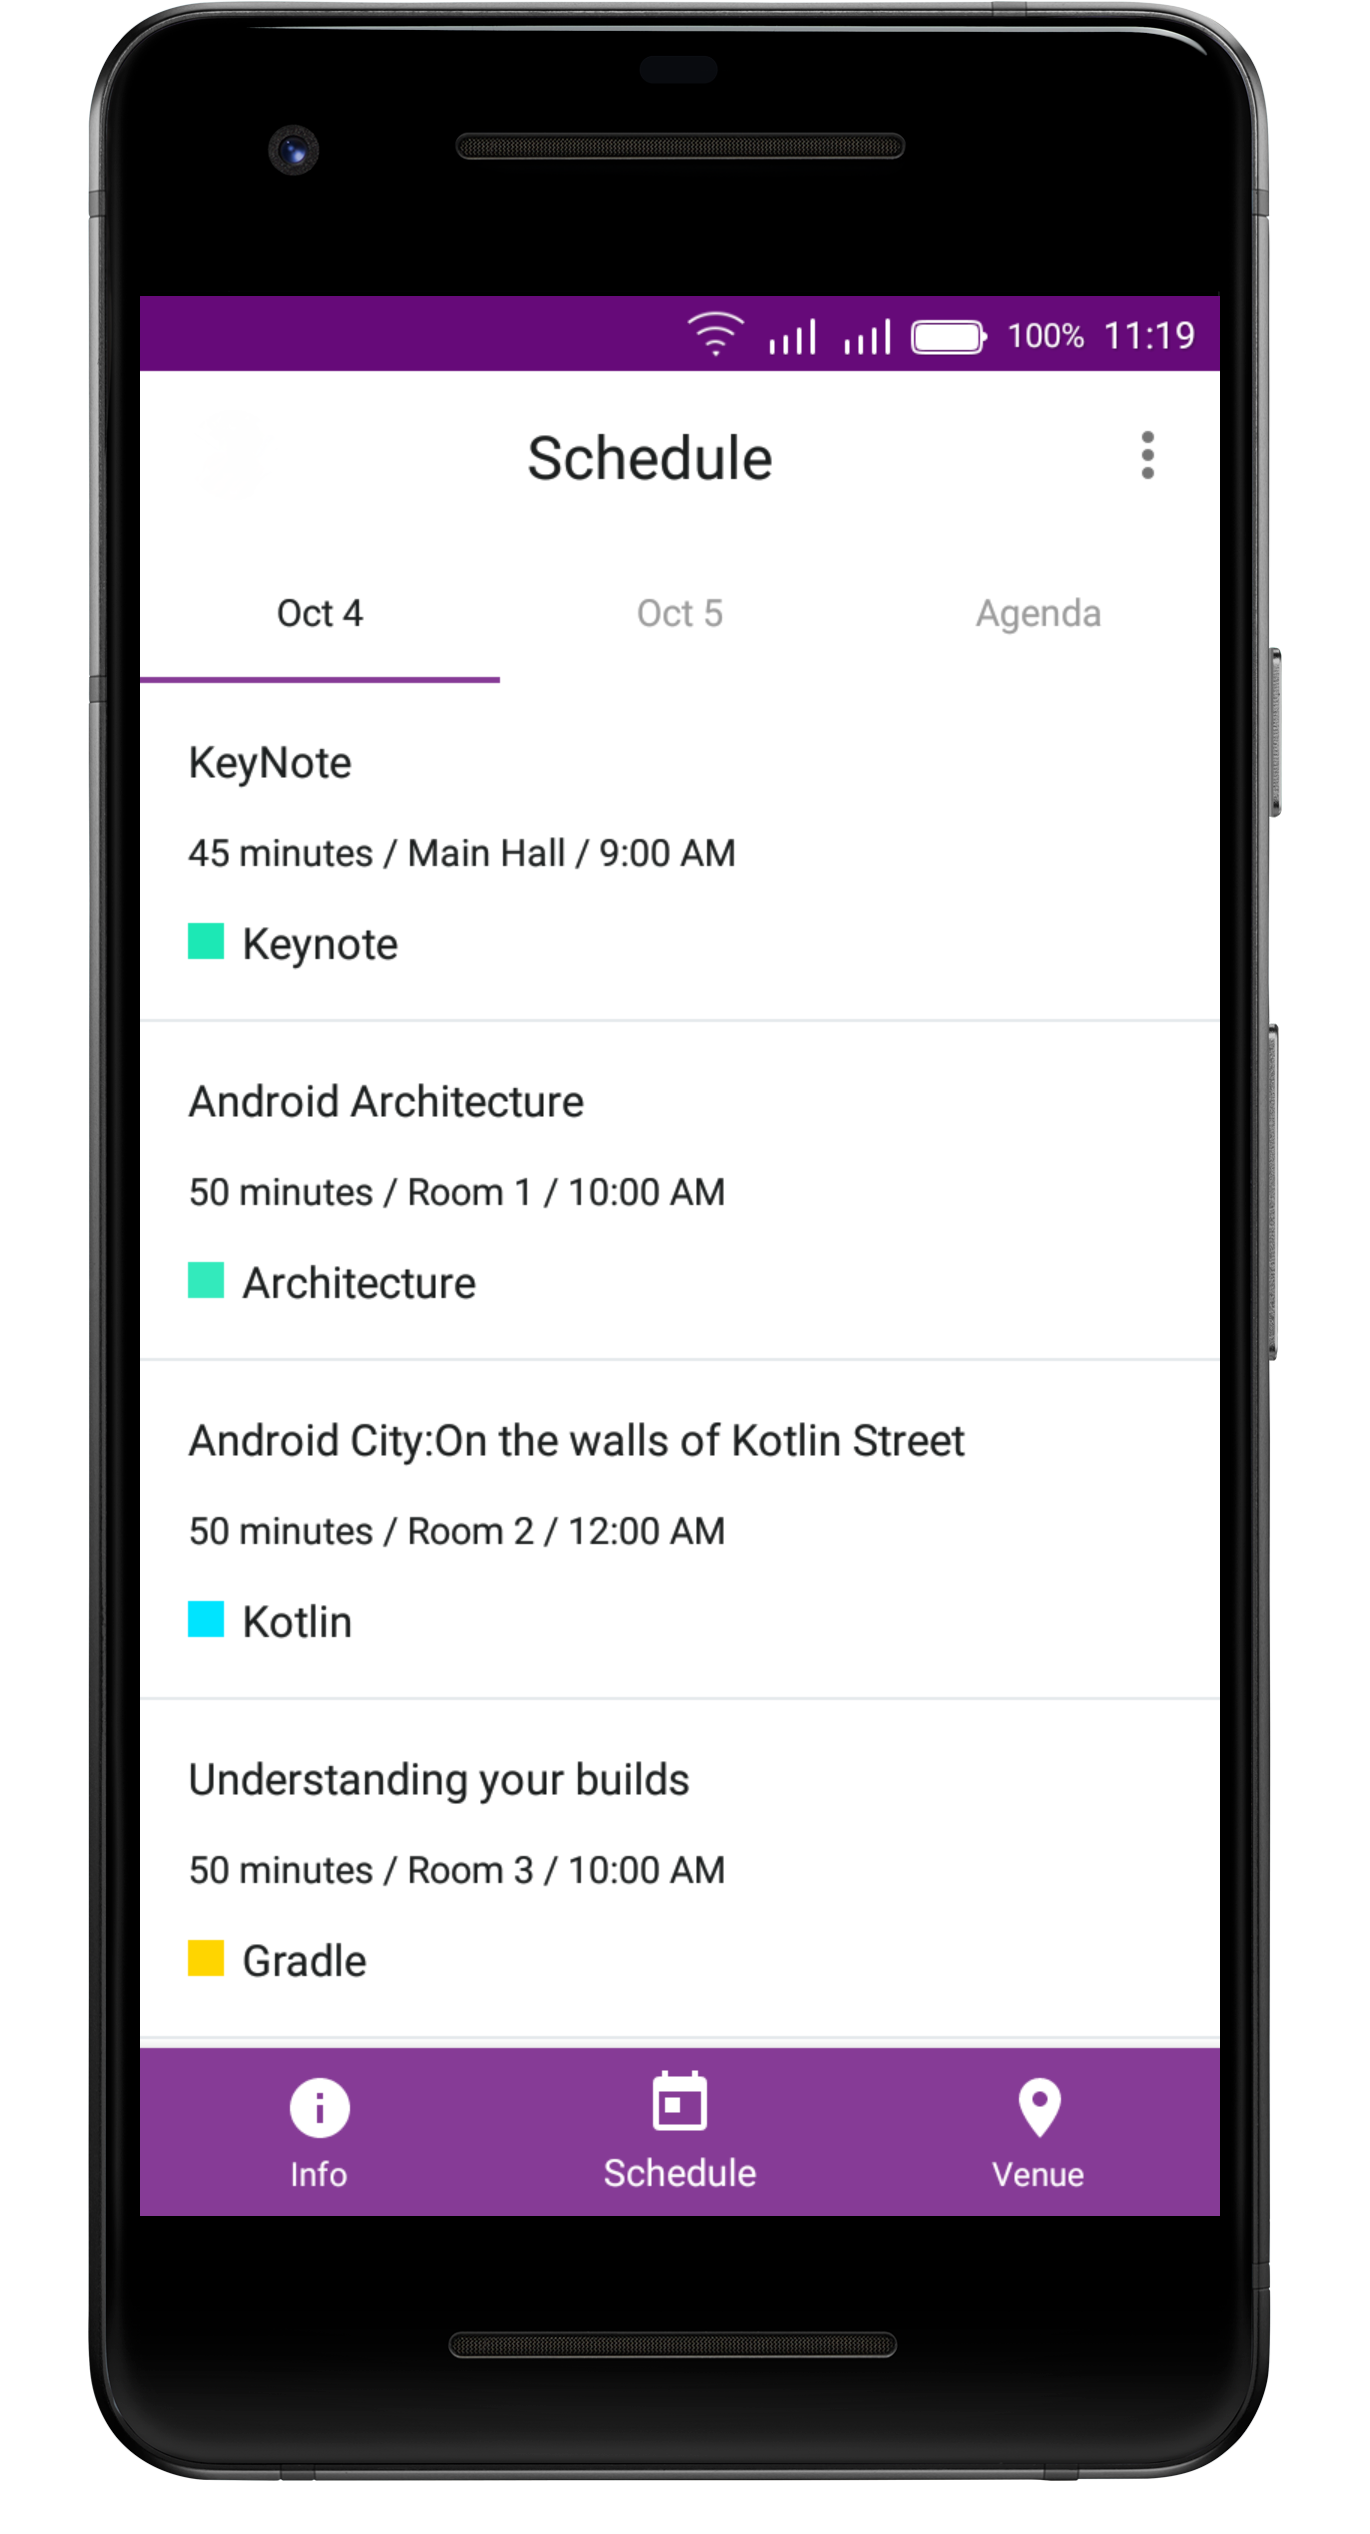 100% 11:19
Schedule
Oct 4 Oct 5 Agenda
KeyNote
45 minutes / Main Hall / 9:00 AM
Keynote
Android Architecture
50 minutes / Room 1 / 10:00 AM
Architecture
Android City:On the walls of Kotlin Street
50 minutes / Room 2 / 12:00 AM
Kotlin
Understanding your builds
50 minutes / Room 3 / 10:00 AM
Gradle
Info Schedule Venue